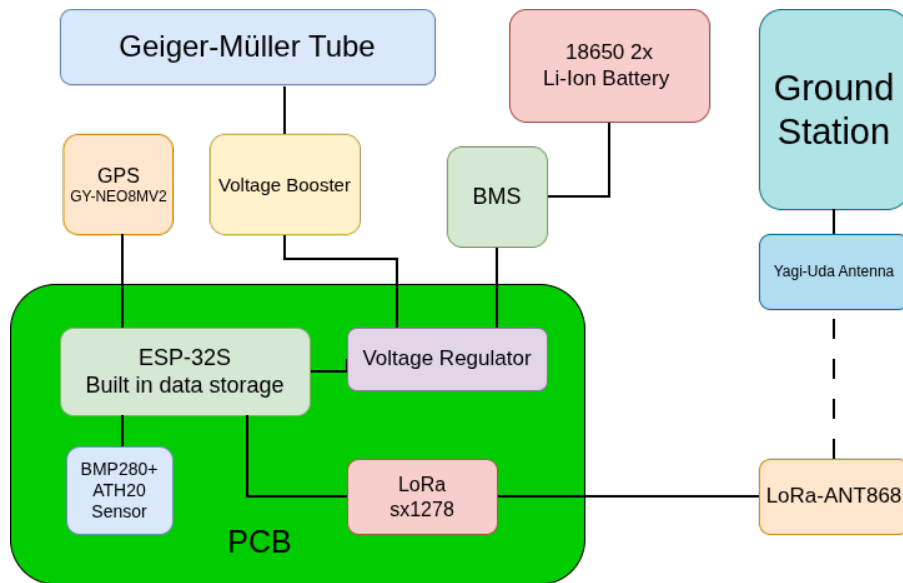 Geiger-Müller Tube
18650 2x
Li-Ion Battery
Ground
Station
GPS
GY-NEO8MV2
Voltage Booster
BMS
Yagi-Uda Antenna
ESP-32S
Built in data storage
Voltage Regulator
BMP280+
ATH20
Sensor
LoRa
sx1278
LoRa-ANT868
PCB